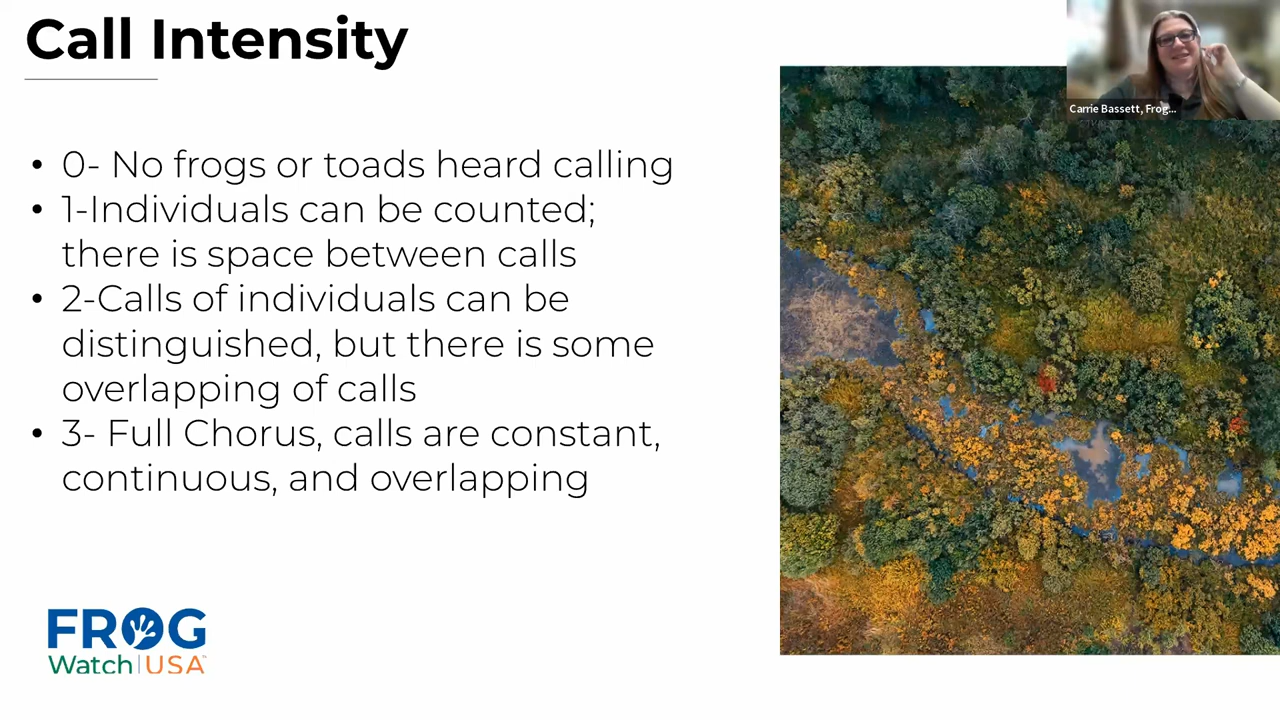 Call Intensity
Carrie Bassett, Frog...
• 0- No frogs or toads heard calling
• 1-Individuals can be counted;
there is space between calls
• 2-Calls of individuals can be
distinguished, but there is some
overlapping of calls
• 3- Full Chorus, calls are constant,
continuous, and overlapping
FROG
Watch|USA™